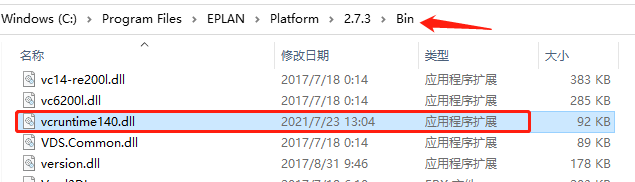 Windows (C:) > Program Files > EPLAN > Platform > 2.7.3 > Bin
名称 修改日期 类型 大小
vc14-re200l.dll 2017/7/18 0:14 应用程序扩展 383 KB
vc6200l.dll 2017/7/18 0:14 应用程序扩展 285 KB
vcruntime140.dll 2021/7/23 13:04 应用程序扩展 92 KB
VDS.Common.dll 2017/7/18 0:14 应用程序扩展 89 KB
version.dll 2017/8/31 9:46 应用程序扩展 178 KB